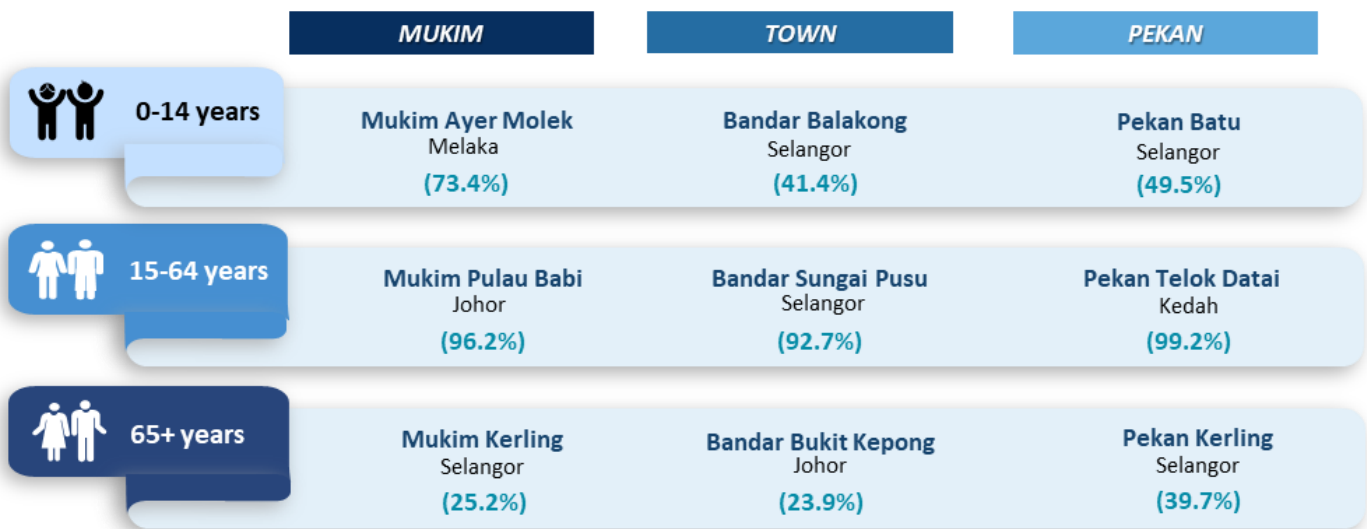 MUKIM
TOWN
PEKAN
0-14 years
Mukim Ayer Molek
Melaka
(73.4%)
Bandar Balakong
Selangor
(41.4%)
Pekan Batu
Selangor
(49.5%)
15-64 years
Mukim Pulau Babi
Johor
(96.2%)
Bandar Sungai Pusu
Selangor
(92.7%)
Pekan Telok Datai
Kedah
(99.2%)
65+ years
Mukim Kerling
Selangor
(25.2%)
Bandar Bukit Kepong
Johor
(23.9%)
Pekan Kerling
Selangor
(39.7%)